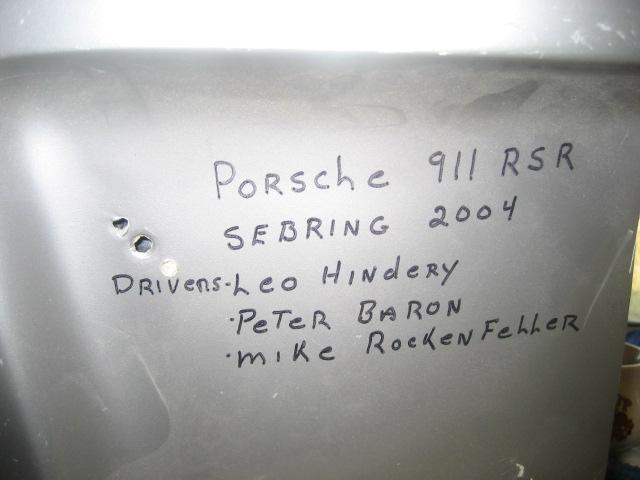 Porsche 911 RSR
SEBRING 2004
DRIVERS-Leo HINDERY
·PeTeR BARON
·mike RockenFelleR